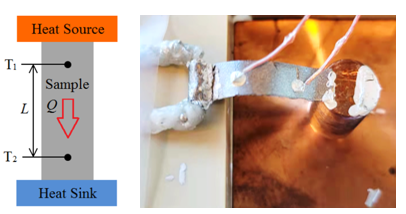 Heat Source
T1
Sample
L
Q
T2
Heat Sink